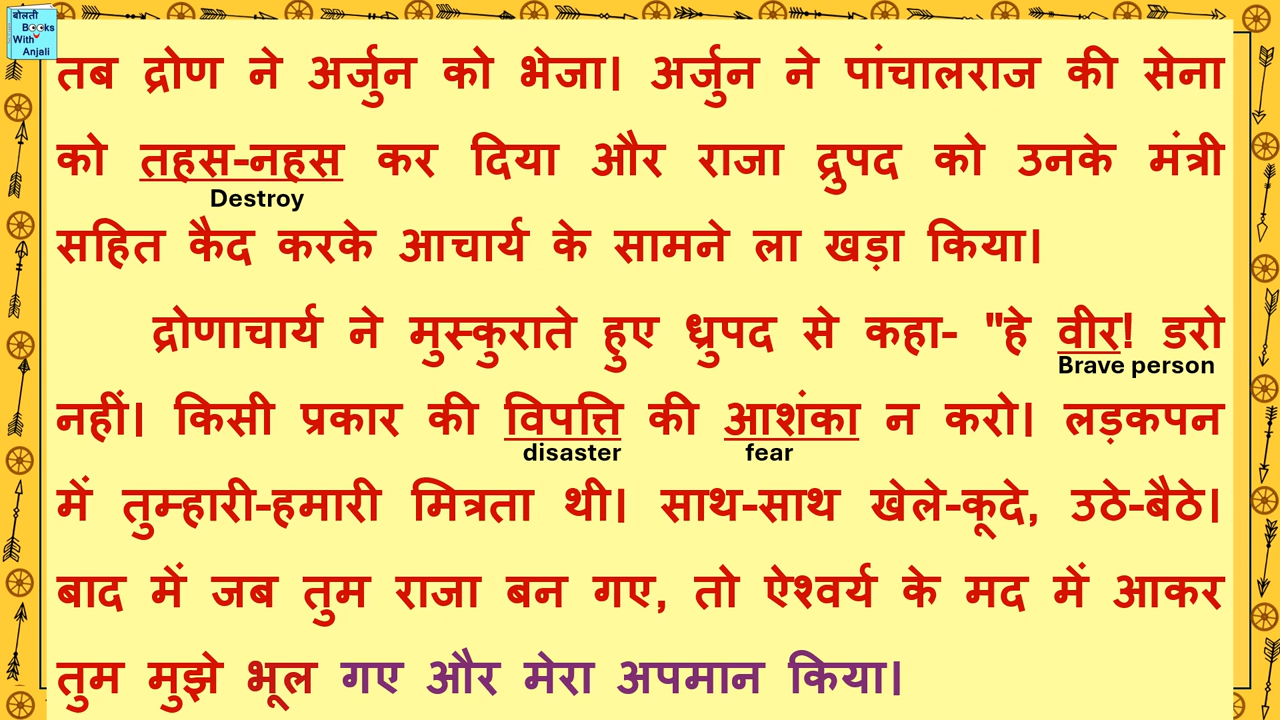 बोलती
Books
With
Anjali
तब द्रोण ने अर्जुन को भेजा। अर्जुन ने पांचालराज की सेना
को तहस-नहस कर दिया और राजा द्रुपद को उनके मंत्री
Destroy
सहित कैद करके आचार्य के सामने ला खड़ा किया।
द्रोणाचार्य ने मुस्कुराते हुए ध्रुपद से कहा- "हे वीर! डरो
Brave person
नहीं। किसी प्रकार की विपत्ति की आशंका न करो। लड़कपन
disaster fear
में तुम्हारी-हमारी मित्रता थी। साथ-साथ खेले-कूदे, उठे-बैठे।
बाद में जब तुम राजा बन गए, तो ऐश्वर्य के मद में आकर
तुम मुझे भूल गए और मेरा अपमान किया।